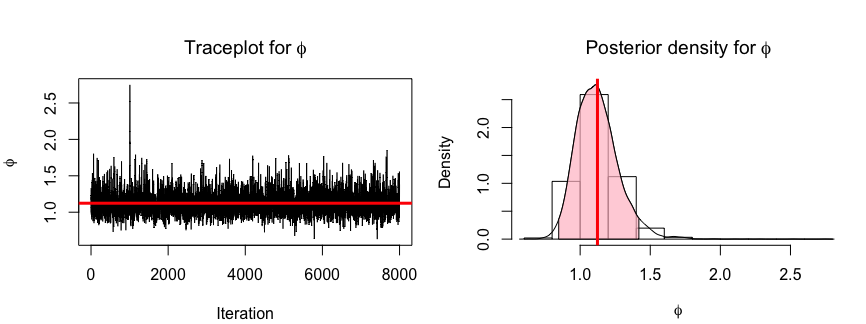 Traceplot for ϕ
ϕ
2.5
2.0
1.5
1.0
0 2000 4000 6000 8000
Iteration
Posterior density for ϕ
Density
2.0
1.0
0.0
1.0 1.5 2.0 2.5
ϕ